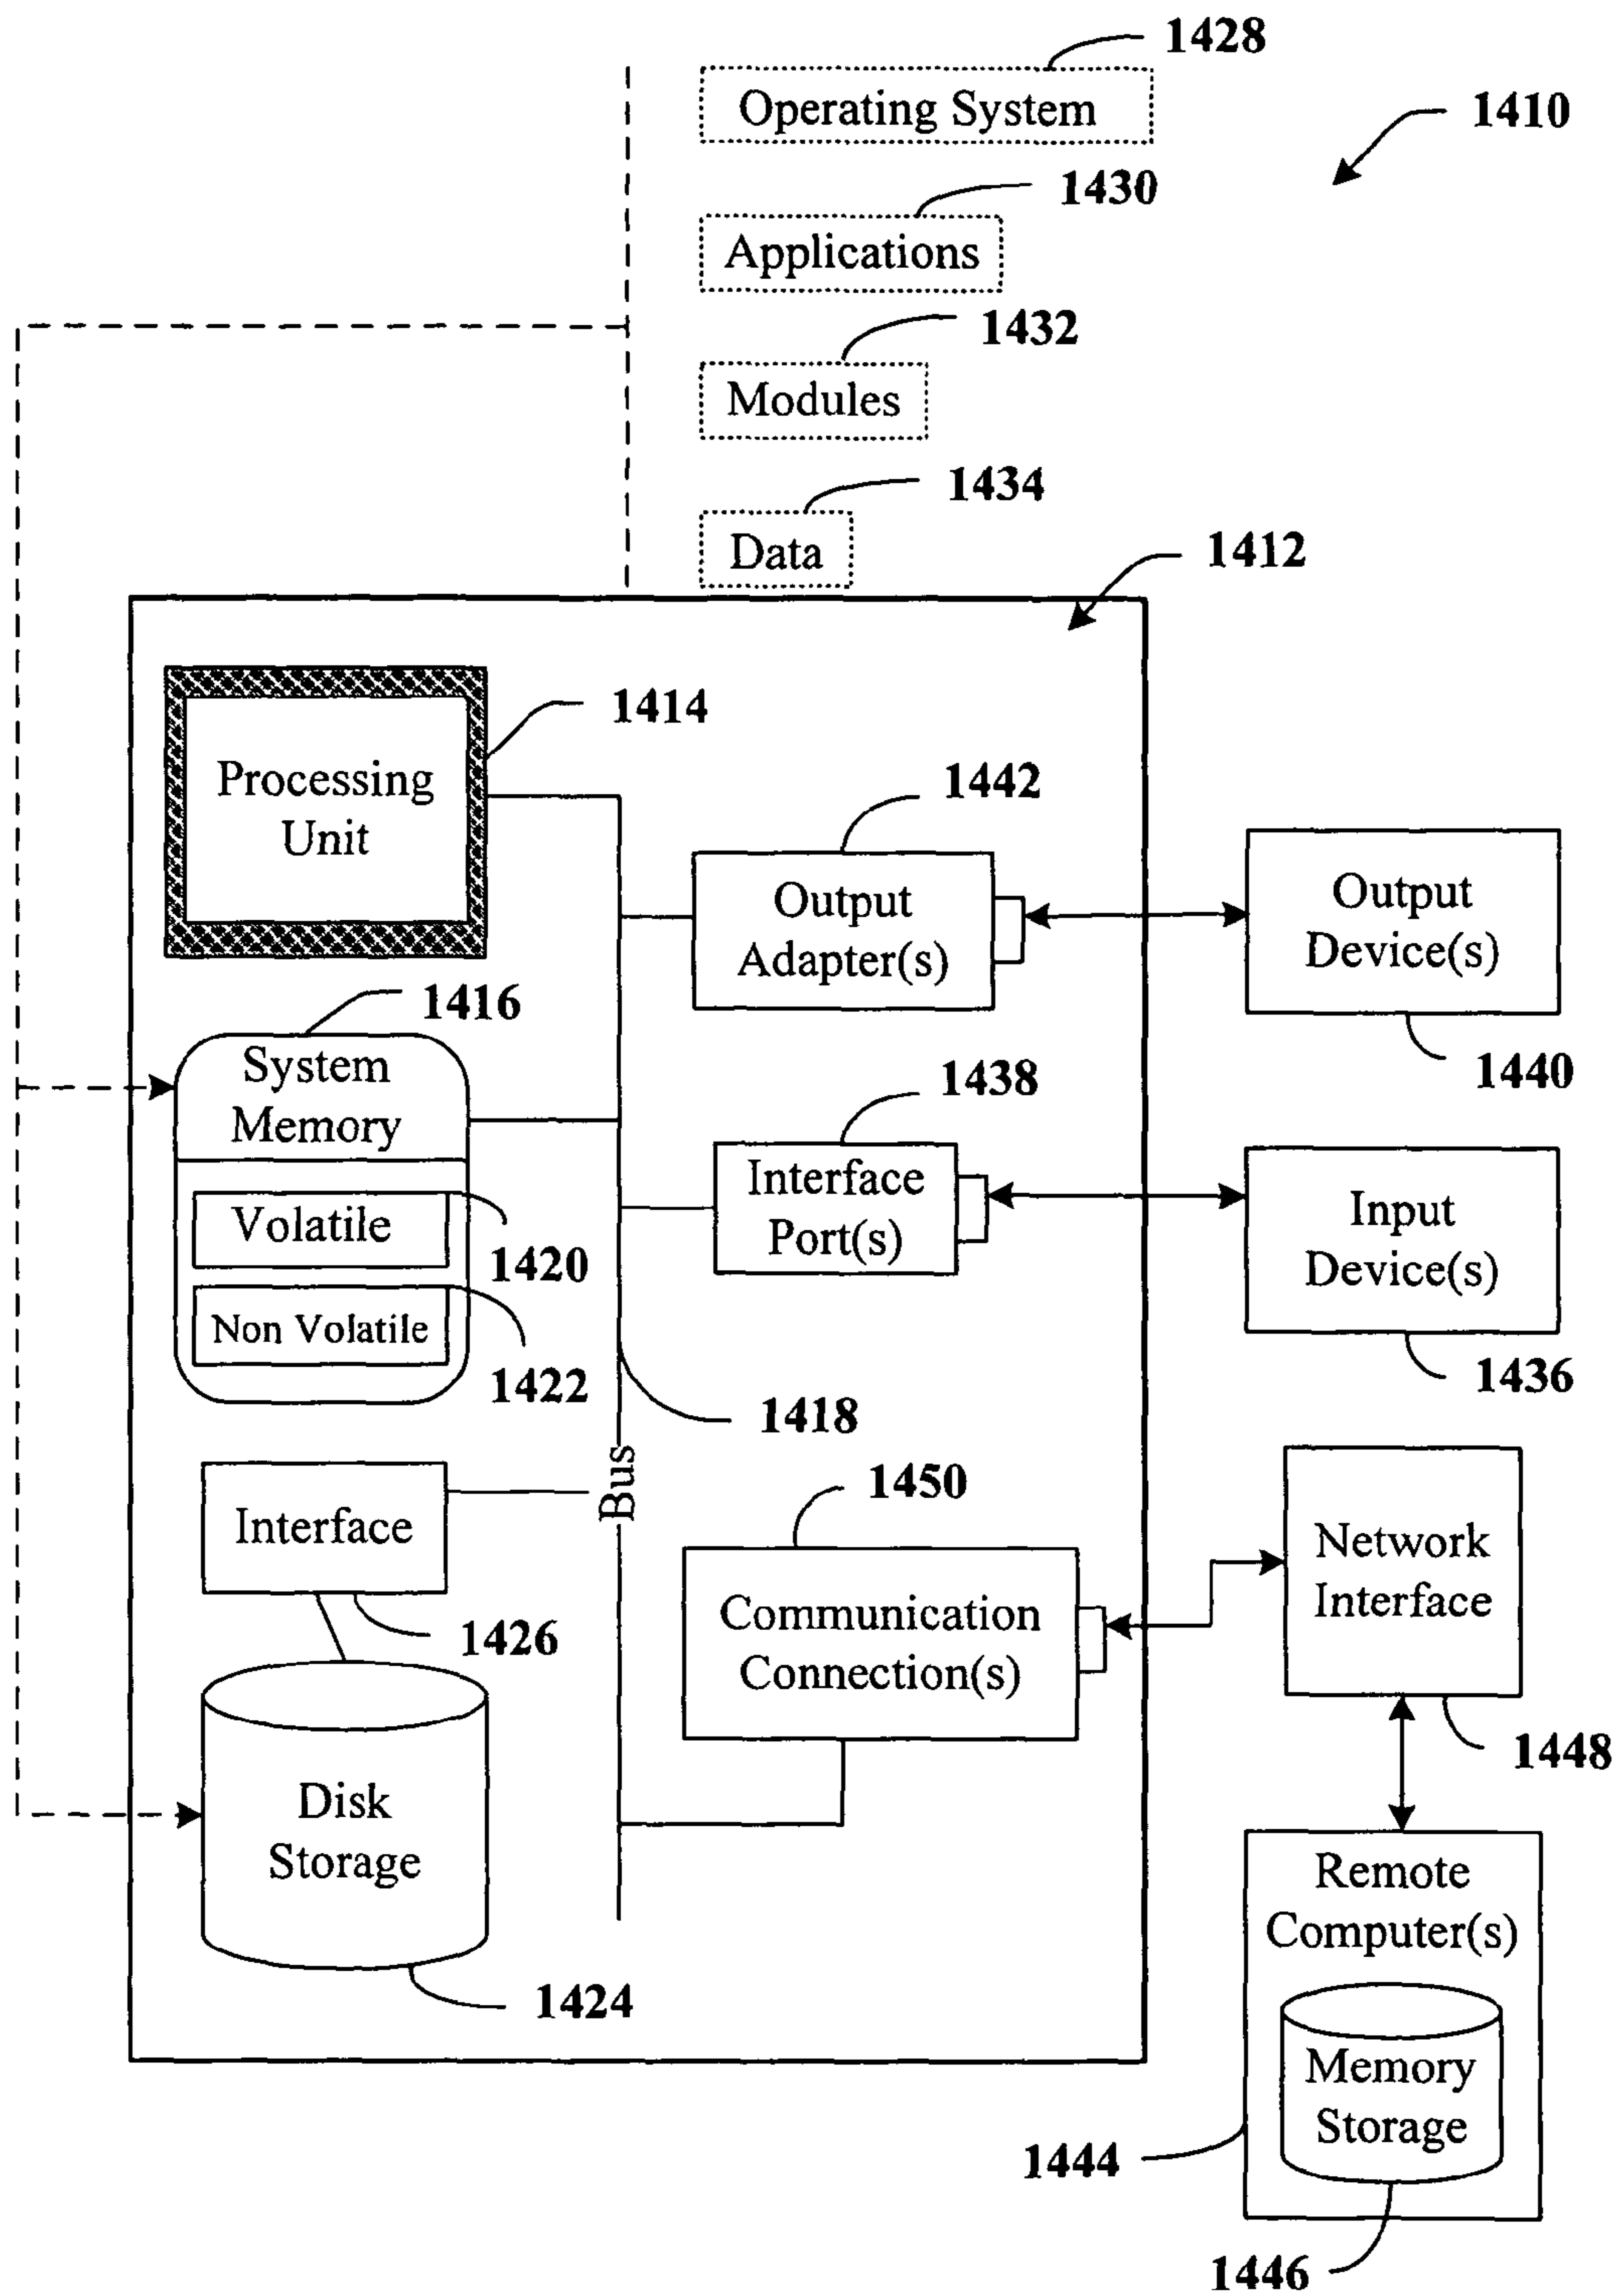 1428
Operating System
1410
1430
Applications
1432
Modules
1434
Data
1412
1414
Processing
Unit
1442
Output
Adapter(s)
Output
Device(s)
1440
1416
System
Memory
1438
Interface
Port(s)
Input
Device(s)
1436
Volatile
1420
Non Volatile
1422
1418
Bus
1450
Interface
1426
Communication
Connection(s)
Network
Interface
1448
Disk
Storage
1424
Remote
Computer(s)
Memory
Storage
1444
1446